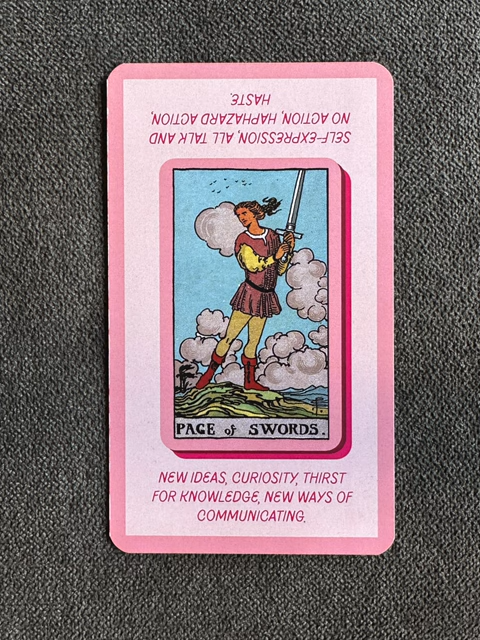 SELF-EXPRESSION, ALL TALK AND
NO ACTION, HAPHAZARD ACTION,
HASTE.
PAGE of SWORDS.
NEW IDEAS, CURIOSITY, THIRST
FOR KNOWLEDGE, NEW WAYS OF
COMMUNICATING.